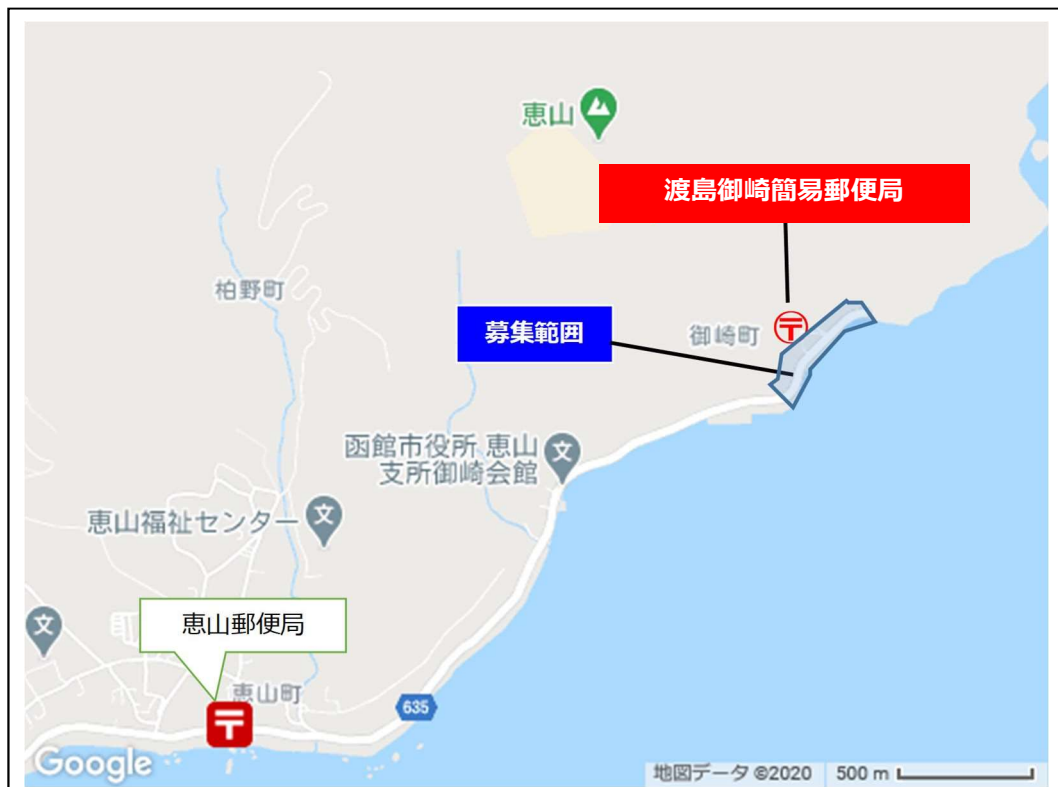 恵山
渡島御崎簡易郵便局
柏野町
募集範囲
御崎町
函館市役所 恵山
支所御崎会館
文
恵山福祉センター
文
文
恵山郵便局
恵山町
635
Google
地図データ ©2020
500 m